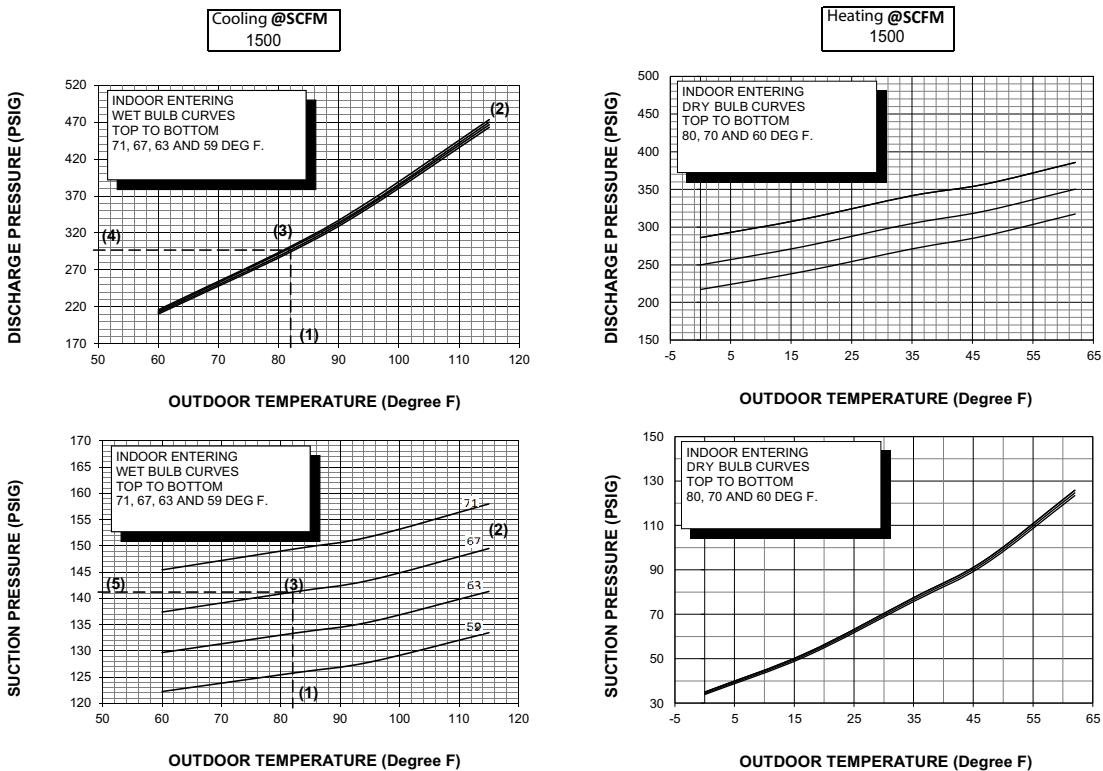 Cooling @SCFM
1500
Heating @SCFM
1500
DISCHARGE PRESSURE (PSIG)
520
470
420
370
320
270
220
170
INDOOR ENTERING
WET BULB CURVES
TOP TO BOTTOM
71, 67, 63 AND 59 DEG F.
(2)
(3)
(4)
(1)
50 60 70 80 90 100 110 120
OUTDOOR TEMPERATURE (Degree F)
DISCHARGE PRESSURE (PSIG)
500
450
400
350
300
250
200
150
INDOOR ENTERING
DRY BULB CURVES
TOP TO BOTTOM
80, 70 AND 60 DEG F.
-5 5 15 25 35 45 55 65
OUTDOOR TEMPERATURE (Degree F)
SUCTION PRESSURE (PSIG)
170
165
160
155
150
145
140
135
130
125
120
INDOOR ENTERING
WET BULB CURVES
TOP TO BOTTOM
71, 67, 63 AND 59 DEG F.
71
(2)
67
(5)
(3)
63
59
(1)
50 60 70 80 90 100 110 120
OUTDOOR TEMPERATURE (Degree F)
SUCTION PRESSURE (PSIG)
150
130
110
90
70
50
30
INDOOR ENTERING
DRY BULB CURVES
TOP TO BOTTOM
80, 70 AND 60 DEG F.
-5 5 15 25 35 45 55 65
OUTDOOR TEMPERATURE (Degree F)